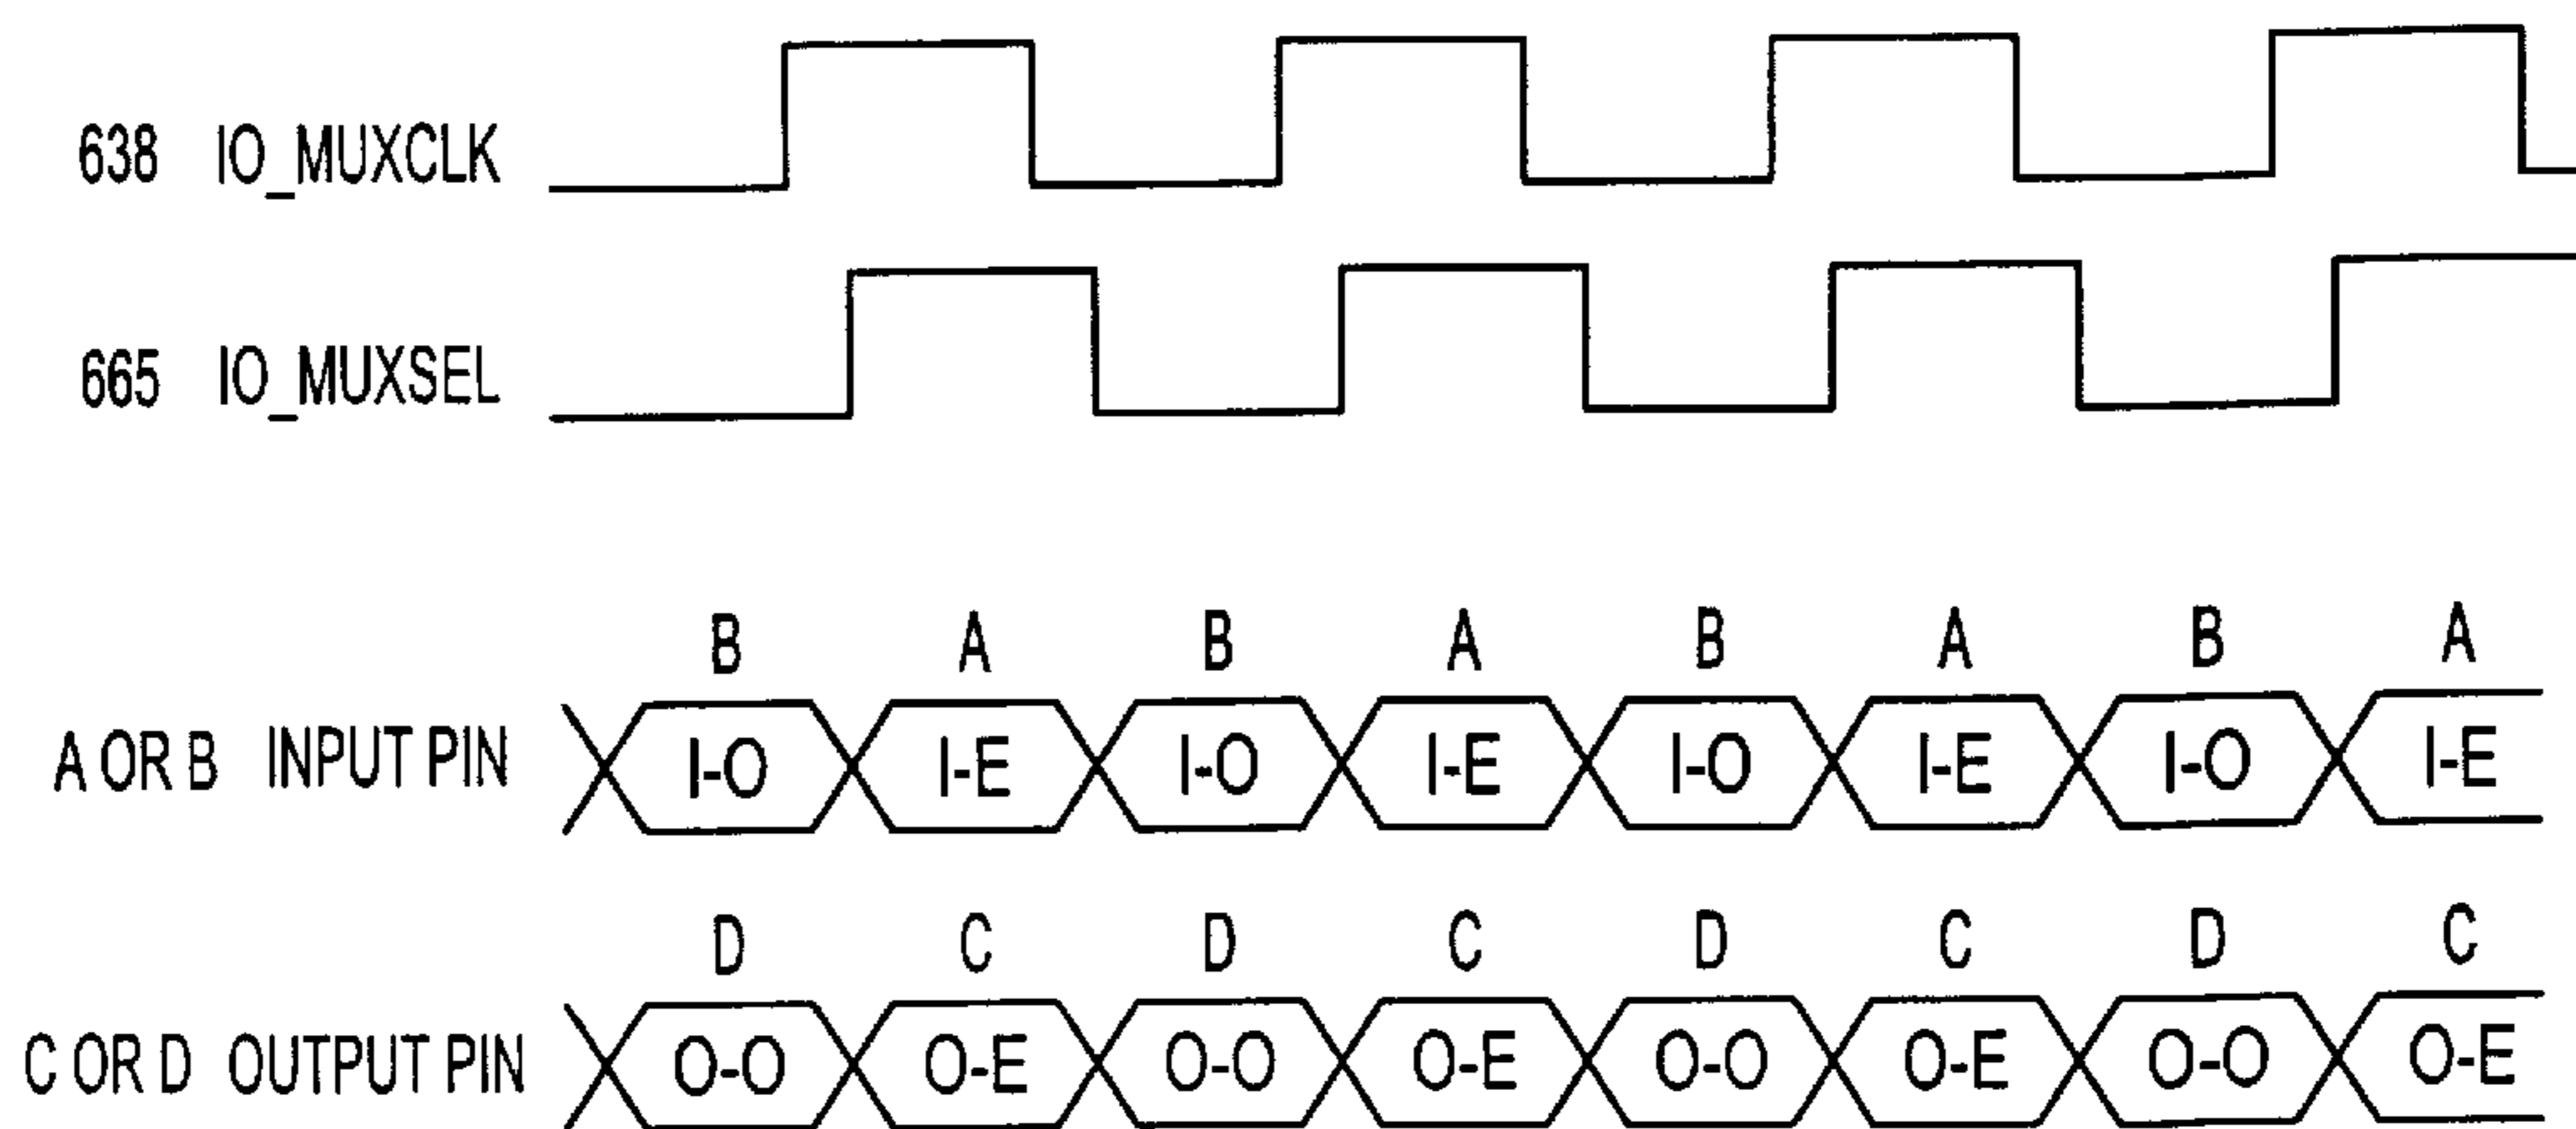 638 IO_MUXCLK
665 IO_MUXSEL
B A B A B A B A
A OR B INPUT PIN I-O I-E I-O I-E I-O I-E I-O I-E
D C D C D C D C
C OR D OUTPUT PIN O-O O-E O-O O-E O-O O-E O-O O-E